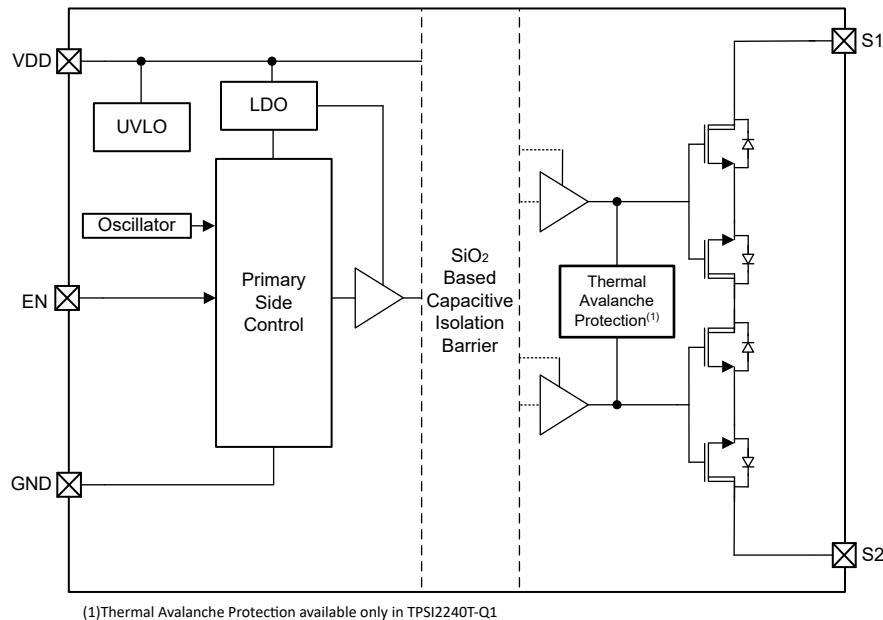 VDD
S1
LDO
UVLO
Oscillator
Primary
Side
Control
EN
GND
SiO2
Based
Capacitive
Isolation
Barrier
Thermal
Avalanche
Protection(1)
S2
(1)Thermal Avalanche Protection available only in TPSI2240T-Q1